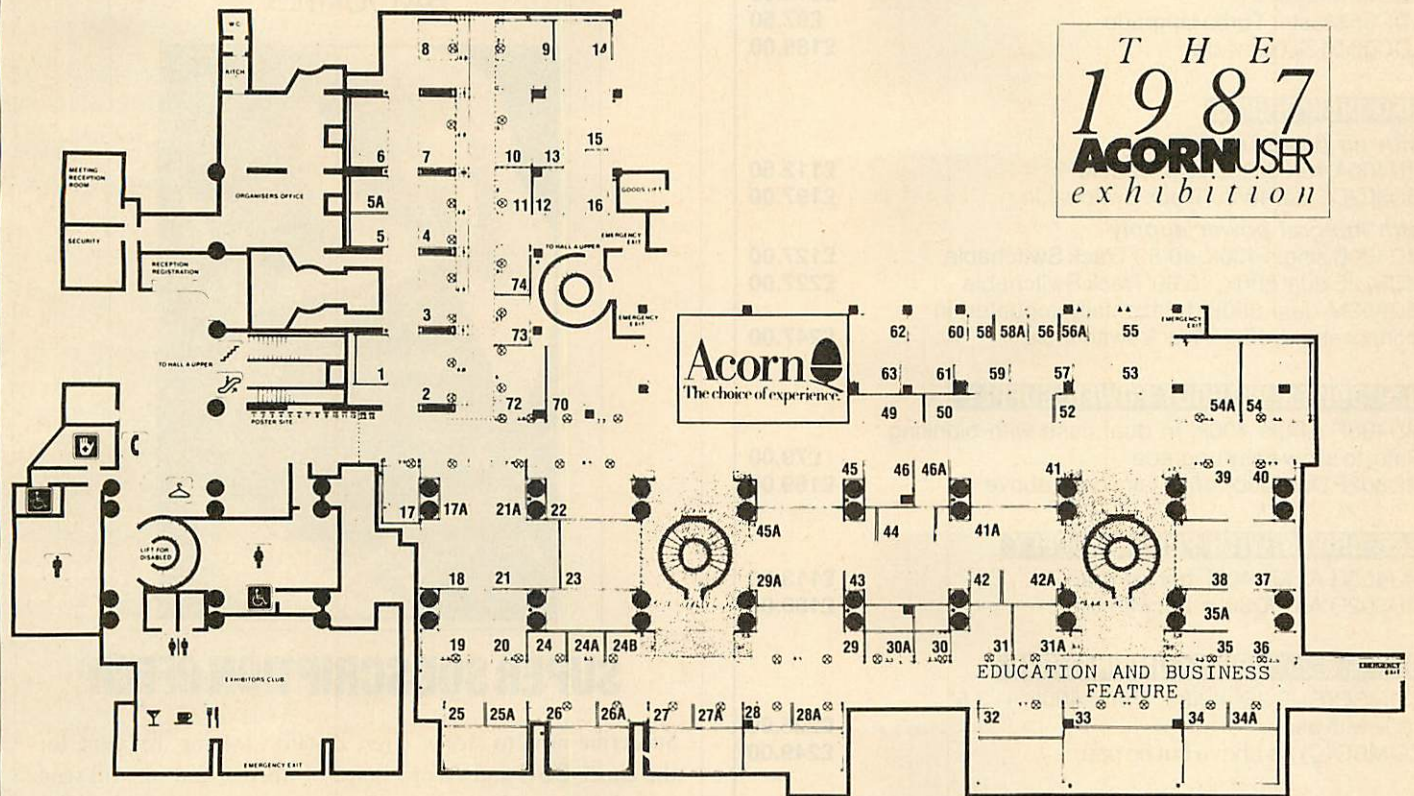 THE
1987
ACORNUSER
exhibition
WC
KITCH
8
9
14
15
6
7
10
13
MEETING
RECEPTION
ROOM
ORGANISERS OFFICE
GOODS LIFT
5A
11
12
16
SECURITY
5
4
TO HALL & UPPER
EMERGENCY
EXIT
RECEPTION
REGISTRATION
74
3
73
EMERGENCY
EXIT
Acorn
The choice of experience.
62
60
58
58A
56
56A
55
EMERGENCY
EXIT
TO HALL & UPPER
1
2
72
70
63
61
59
57
53
49
50
52
54A
54
POSTER SITE
45
46
46A
41
39
40
17
17A
21A
22
45A
44
41A
LIFT FOR
DISABLED
18
21
23
29A
43
42
42A
38
37
35A
19
20
24
24A
24B
29
30A
30
31
31A
35
36
EDUCATION AND BUSINESS
FEATURE
EMERGENCY
EXIT
EXHIBITORS CLUB
25
25A
26
26A
27
27A
28
28A
32
33
34
34A
EMERGENCY EXIT